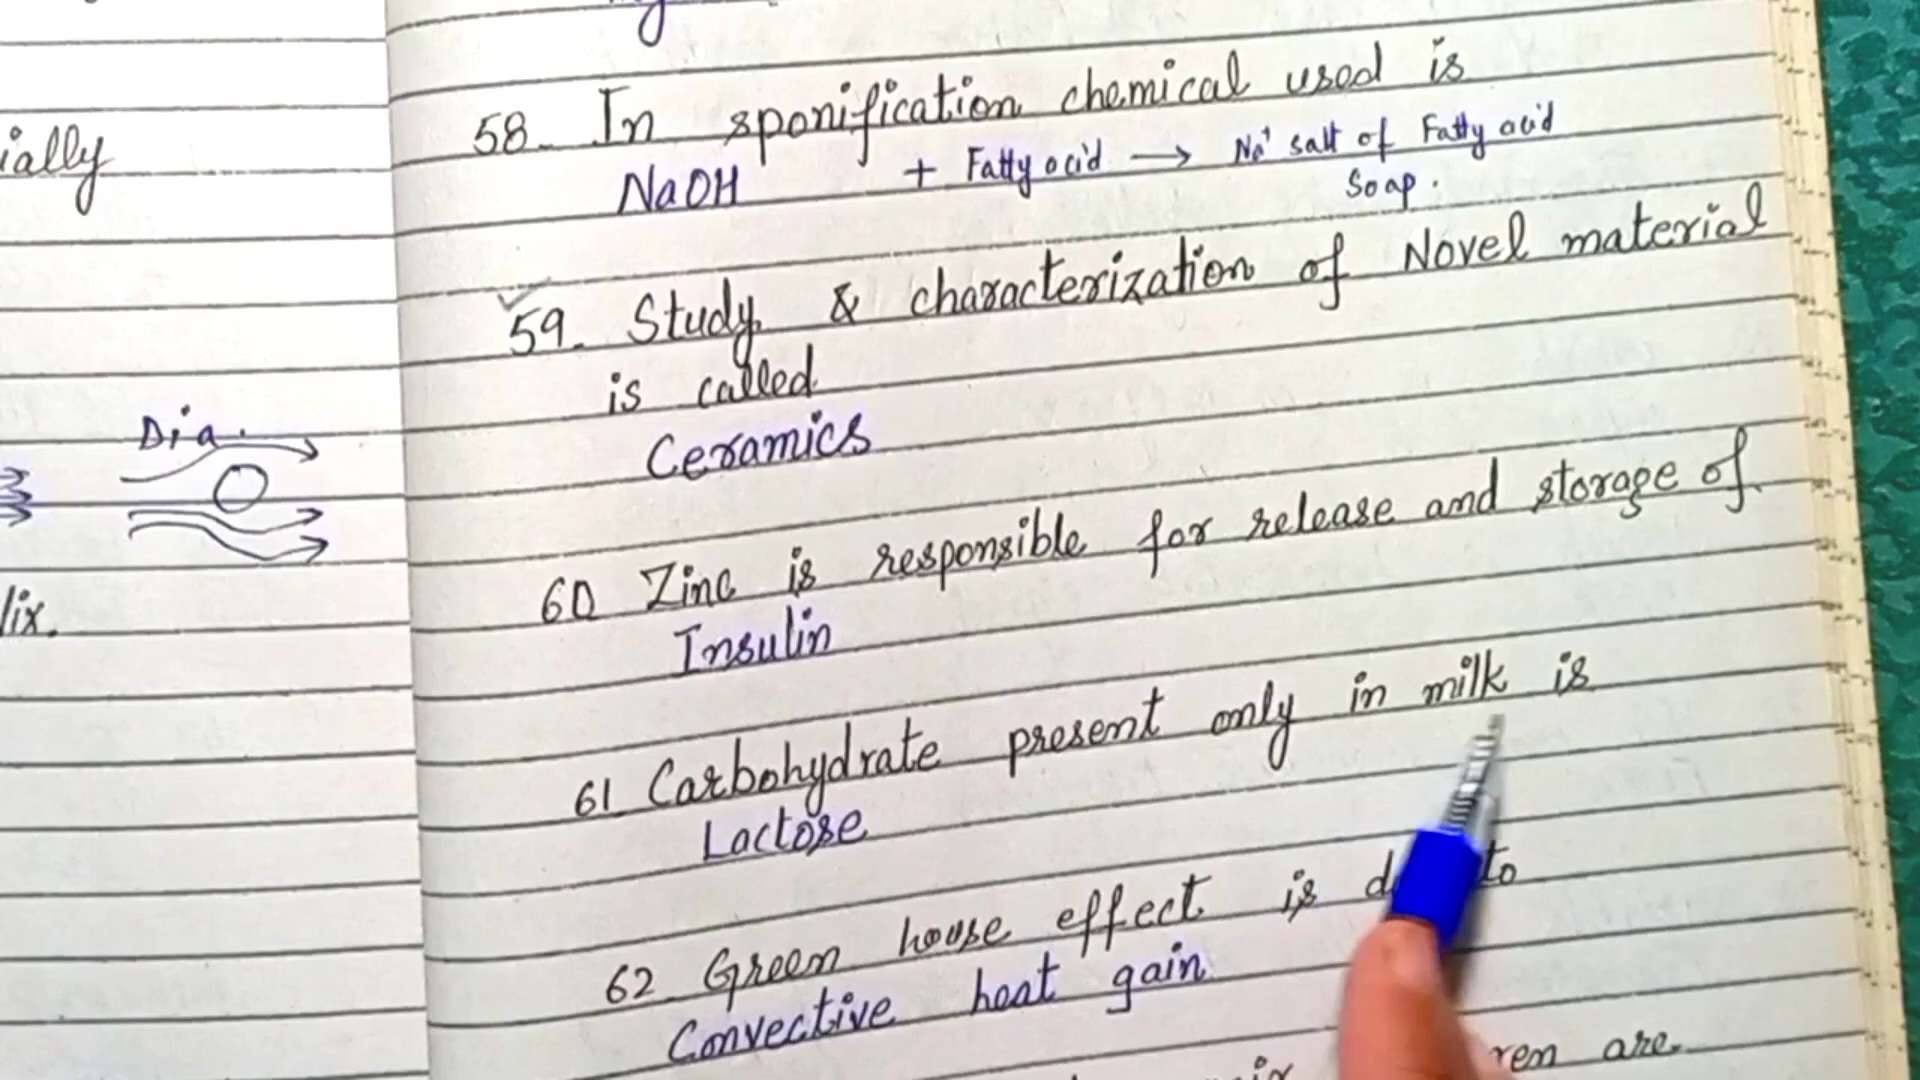 ially
Dia.
lix.
58. In sponification chemical used is
NaOH + Fatty acid → Na⁺ salt of Fatty acid
Soap.
59. Study & characterization of Novel material
is called
Ceramics
60 Zinc is responsible for release and storage of
Insulin
61 Carbohydrate present only in milk is
Lactose
62 Green house effect is to
Convective heat gain
are